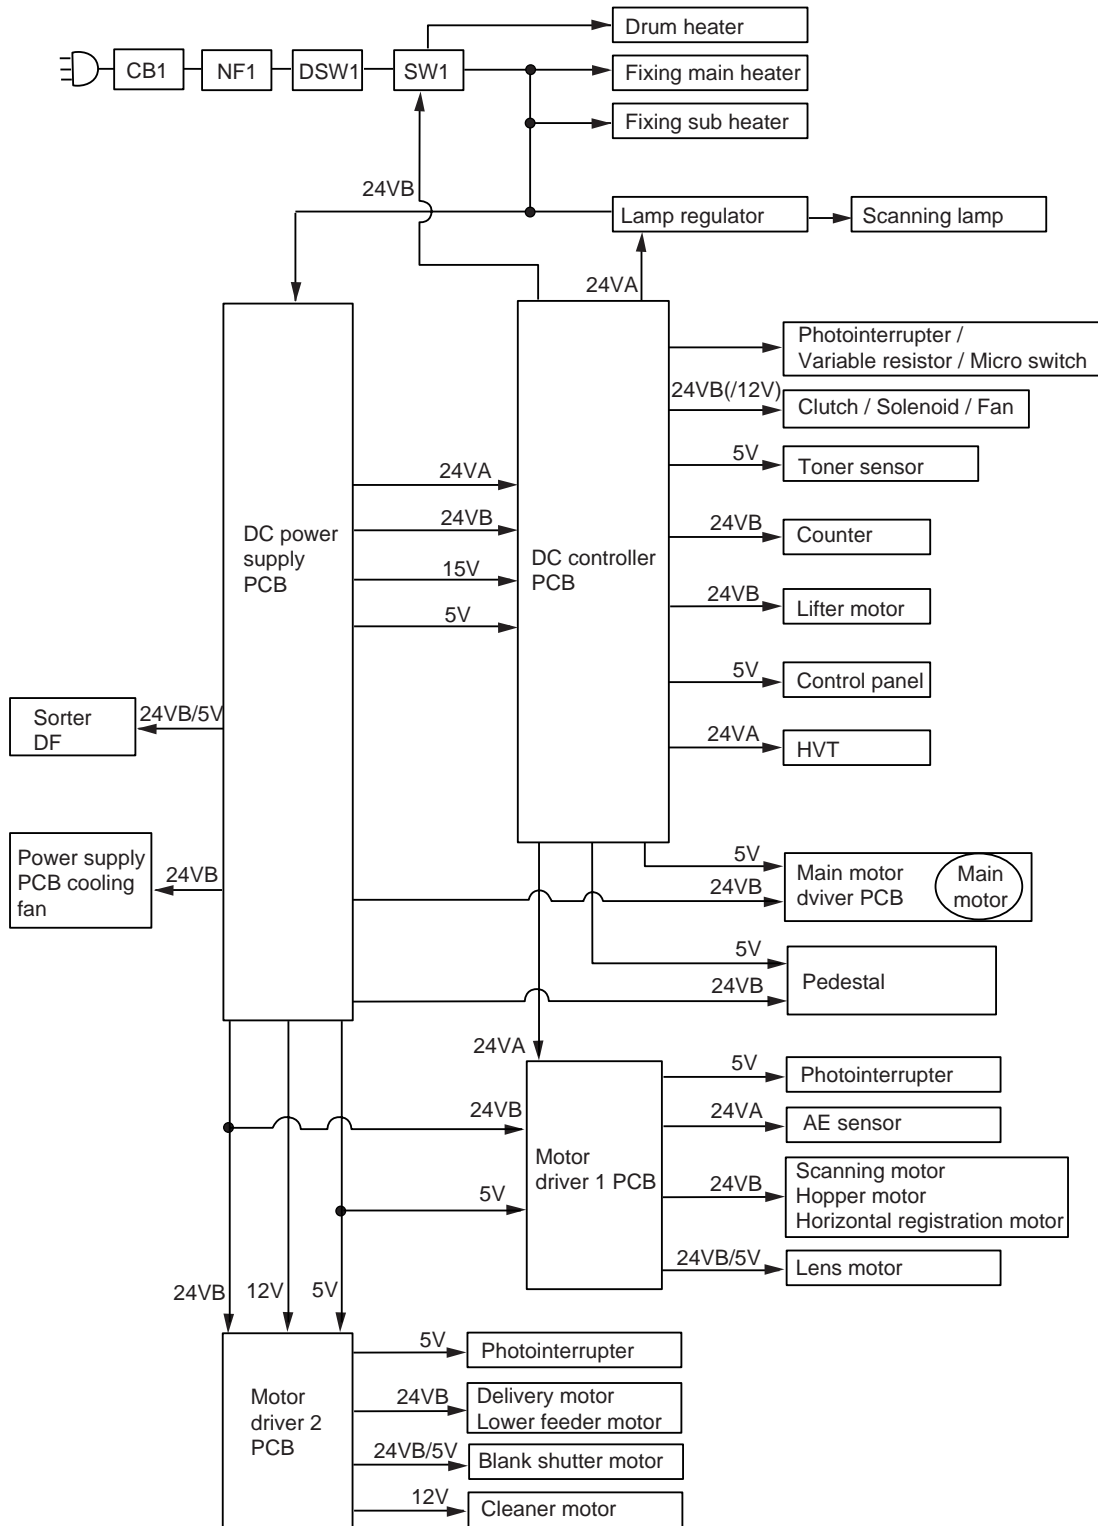 Drum heater
CB1
NF1
DSW1
SW1
Fixing main heater
Fixing sub heater
24VB
Lamp regulator
Scanning lamp
24VA
Photointerrupter /
Variable resistor / Micro switch
24VB(/12V)
Clutch / Solenoid / Fan
5V
Toner sensor
24VA
24VB
15V
5V
DC power
supply
PCB
DC controller
PCB
24VB
Counter
24VB
Lifter motor
5V
Control panel
24VA
HVT
Sorter
DF
24VB/5V
Power supply
PCB cooling
fan
24VB
5V
24VB
Main motor
dviver PCB
Main
motor
5V
24VB
Pedestal
24VA
24VB
5V
Motor
driver 1 PCB
5V
Photointerrupter
24VA
AE sensor
24VB
Scanning motor
Hopper motor
Horizontal registration motor
24VB/5V
Lens motor
24VB
12V
5V
Motor
driver 2
PCB
5V
Photointerrupter
24VB
Delivery motor
Lower feeder motor
24VB/5V
Blank shutter motor
12V
Cleaner motor